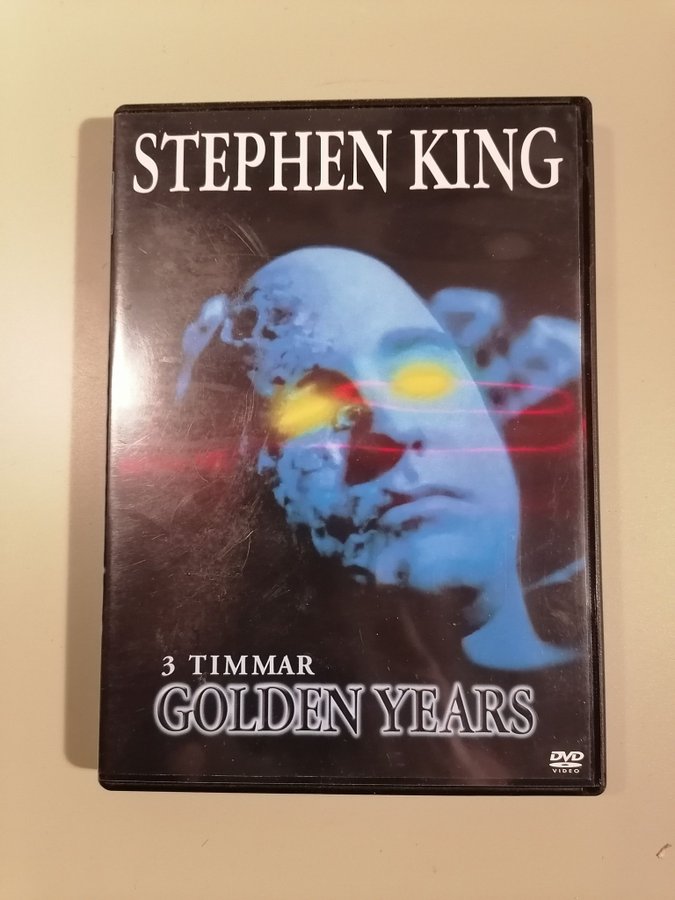 STEPHEN KING
3 TIMMAR
GOLDEN YEARS
DVD
VIDEO